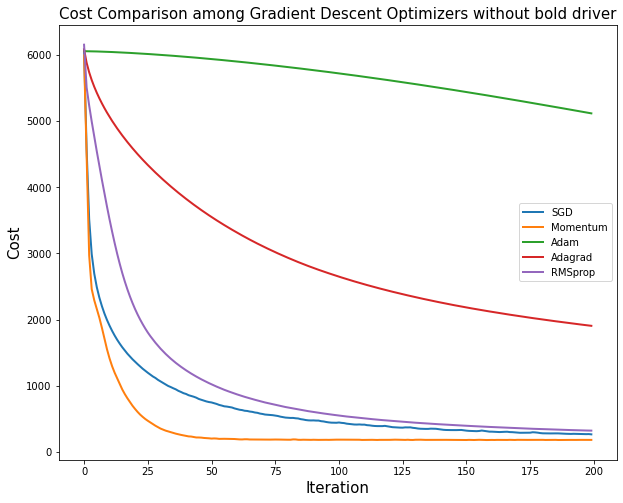 Cost Comparison among Gradient Descent Optimizers without bold driver
6000
5000
4000
3000
2000
1000
0
Cost
SGD
Momentum
Adam
Adagrad
RMSprop
0 25 50 75 100 125 150 175 200
Iteration